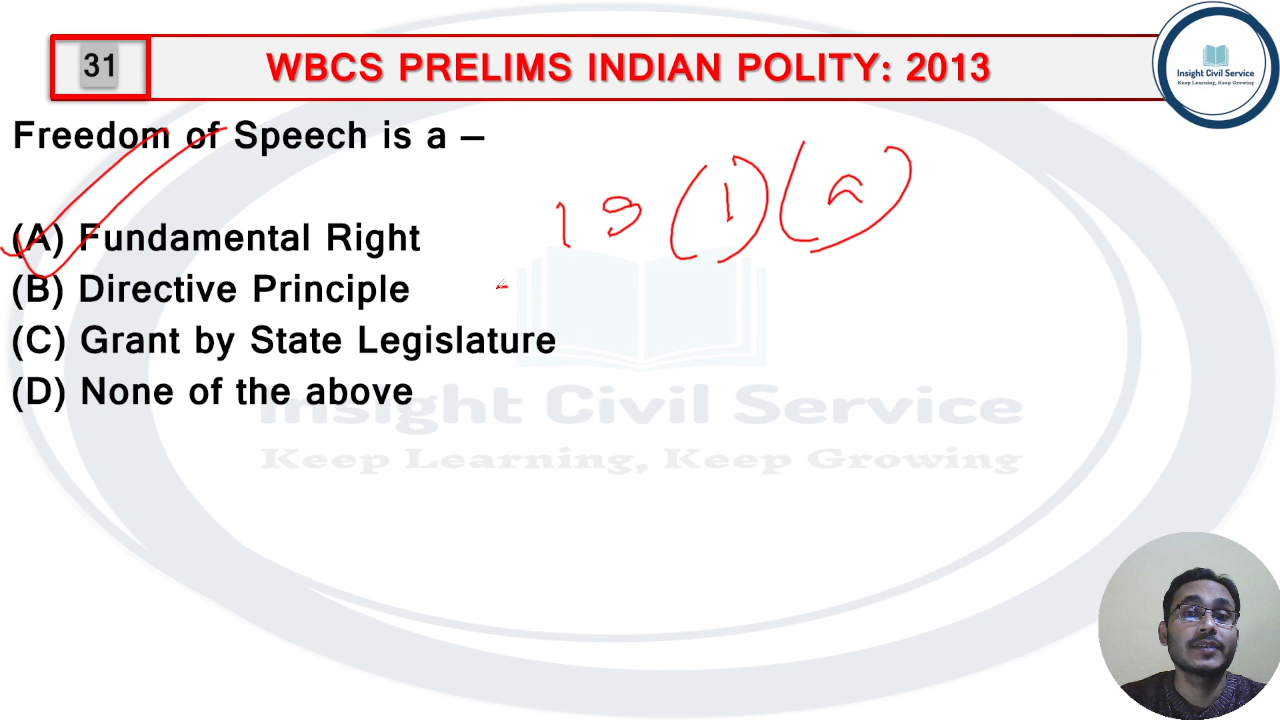 31
WBCS PRELIMS INDIAN POLITY: 2013
Insight Civil Service
Keep Learning, Keep Growing
Freedom of Speech is a –
19 (1) (a)
(A) Fundamental Right
(B) Directive Principle
(C) Grant by State Legislature
(D) None of the above
Insight Civil Service
Keep Learning, Keep Growing